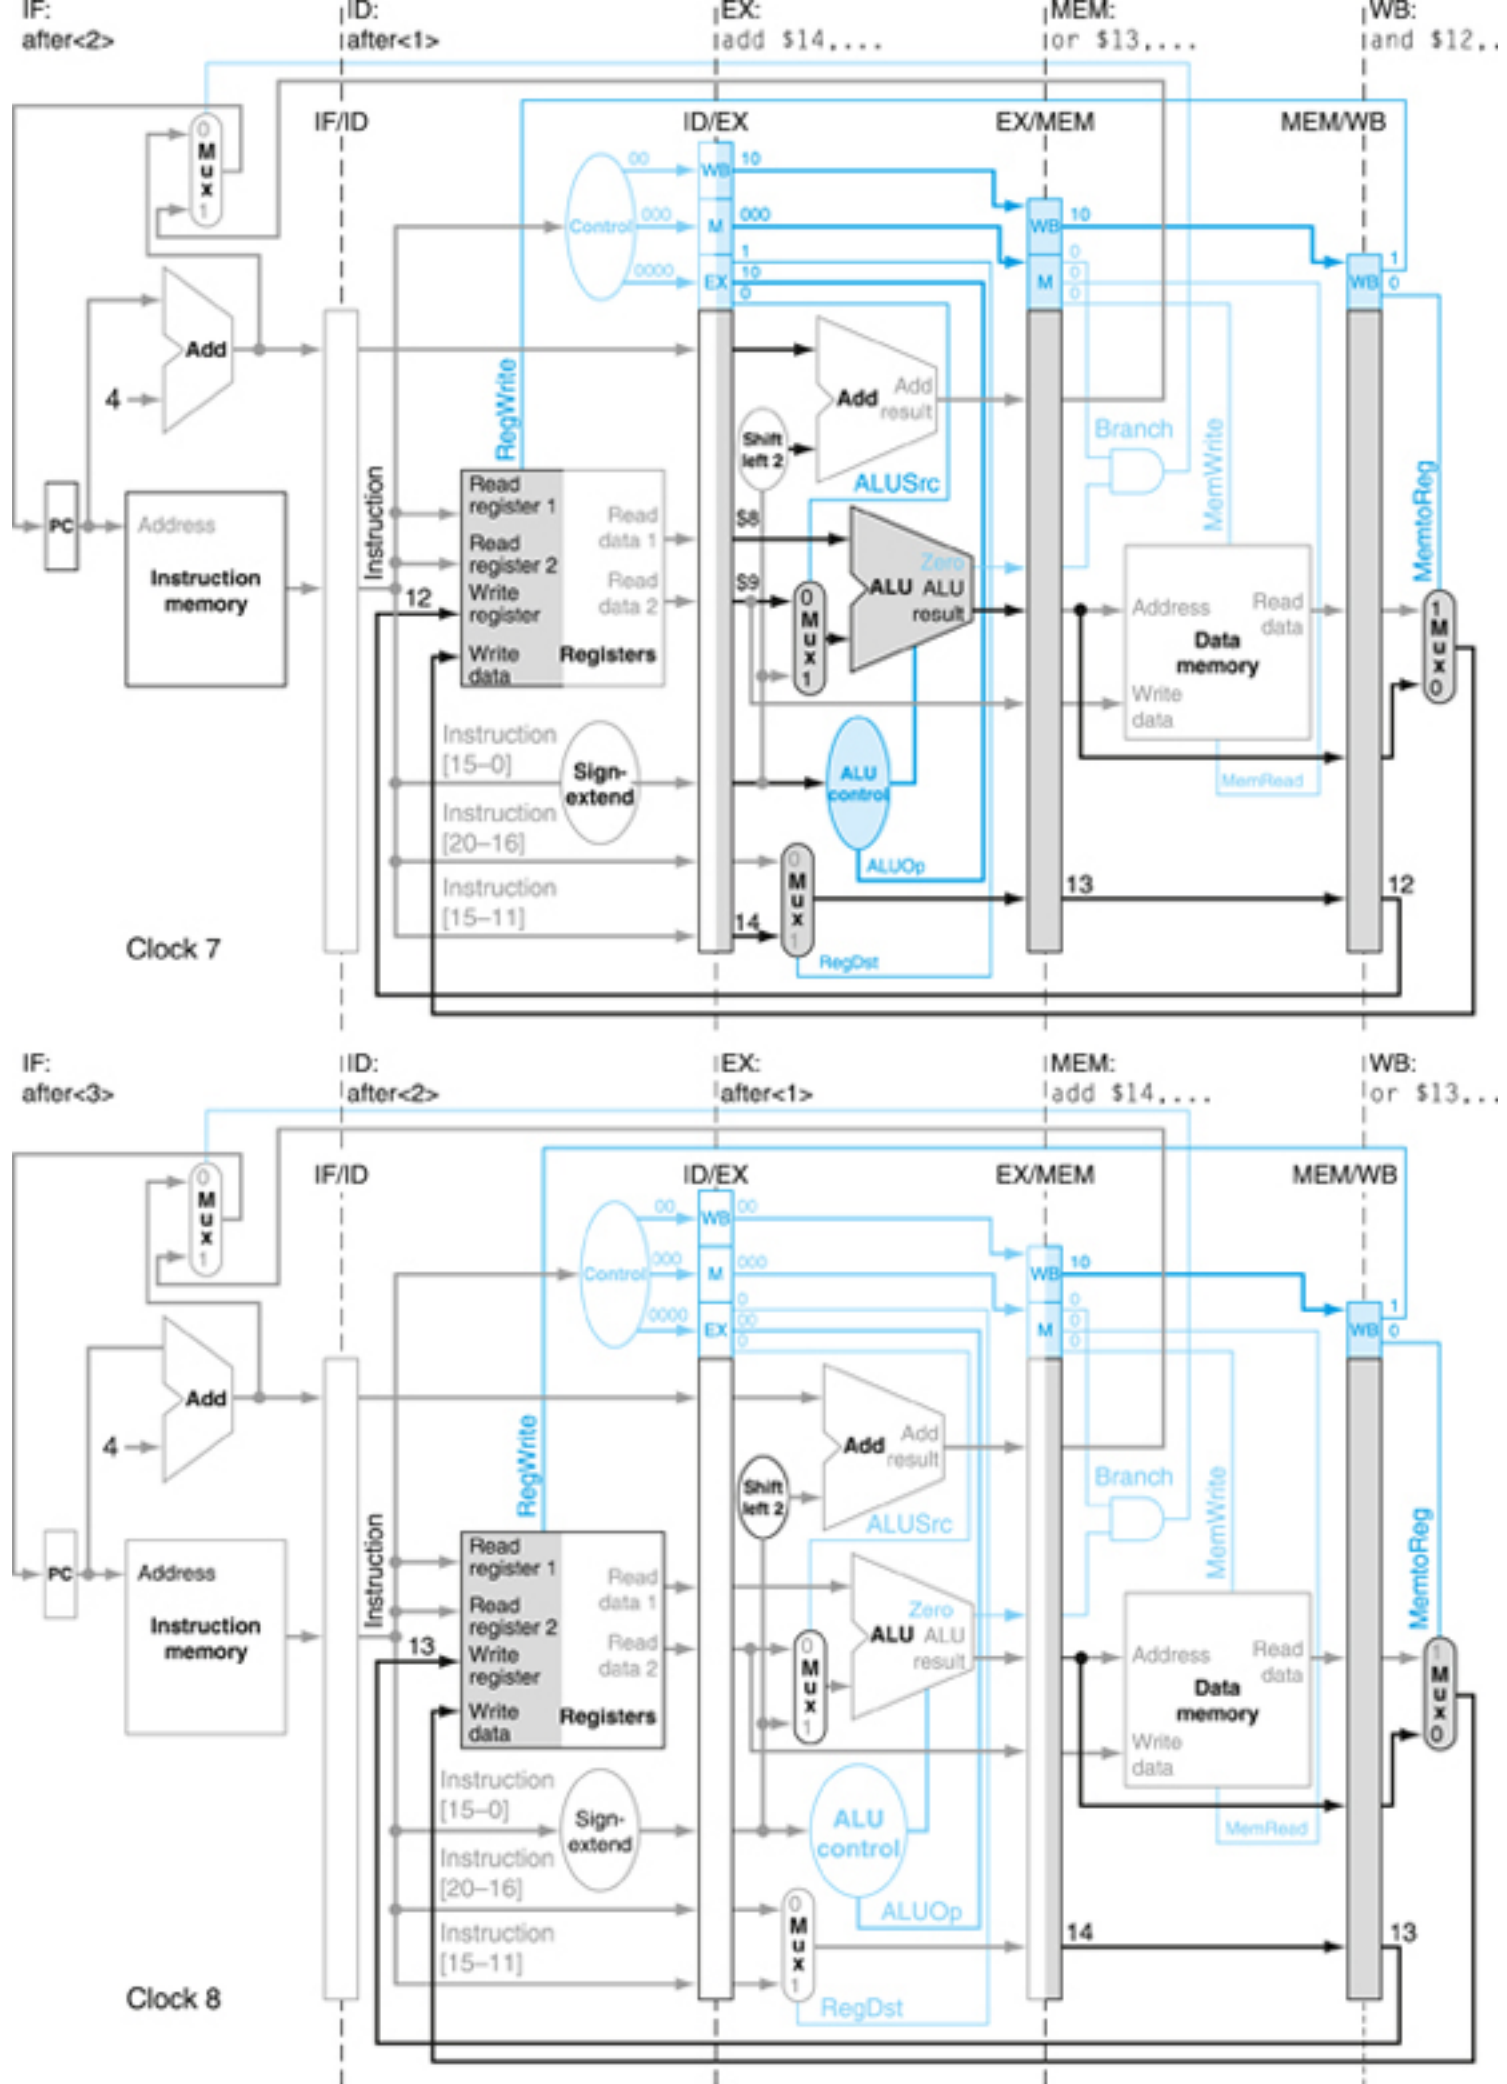 IF:
after<2>
ID:
after<1>
EX:
add $14,....
MEM:
or $13,....
WB:
and $12,..
IF/ID
ID/EX
EX/MEM
MEM/WB
0
Mux
1
Control
00
000
0000
WB
M
EX
10
000
1
10
0
WB
M
10
0
0
0
WB
1
0
Add
4
RegWrite
Shift left 2
Add
Add result
ALUSrc
Branch
MemWrite
MemtoReg
PC
Address
Instruction memory
Instruction
12
Read register 1
Read register 2
Write register
Write data
Read data 1
Read data 2
Registers
$8
$9
0
Mux
1
Zero
ALU
ALU result
Address
Read data
Data memory
Write data
MemRead
1
Mux
0
Instruction [15–0]
Sign-extend
ALU control
Instruction [20–16]
ALUOp
Instruction [15–11]
14
0
Mux
1
RegDst
13
12
Clock 7
IF:
after<3>
ID:
after<2>
EX:
after<1>
MEM:
add $14,....
WB:
or $13,..
IF/ID
ID/EX
EX/MEM
MEM/WB
0
Mux
1
Control
00
000
0000
WB
M
EX
00
000
0
00
0
WB
M
10
0
0
0
WB
1
0
Add
4
RegWrite
Shift left 2
Add
Add result
ALUSrc
Branch
MemWrite
MemtoReg
PC
Address
Instruction memory
Instruction
13
Read register 1
Read register 2
Write register
Write data
Read data 1
Read data 2
Registers
0
Mux
1
Zero
ALU
ALU result
Address
Read data
Data memory
Write data
MemRead
1
Mux
0
Instruction [15–0]
Sign-extend
ALU control
Instruction [20–16]
ALUOp
Instruction [15–11]
0
Mux
1
RegDst
14
13
Clock 8